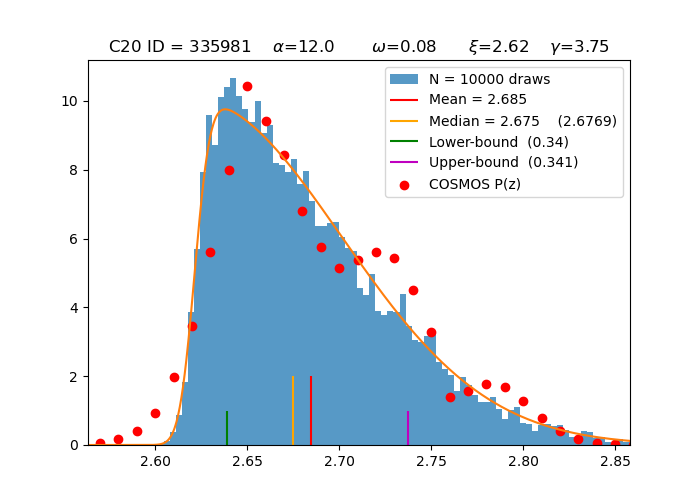 C20 ID = 335981 α=12.0 ω=0.08 ξ=2.62 γ=3.75
N = 10000 draws
Mean = 2.685
Median = 2.675 (2.6769)
Lower-bound (0.34)
Upper-bound (0.341)
COSMOS P(z)
10
8
6
4
2
0
2.60 2.65 2.70 2.75 2.80 2.85